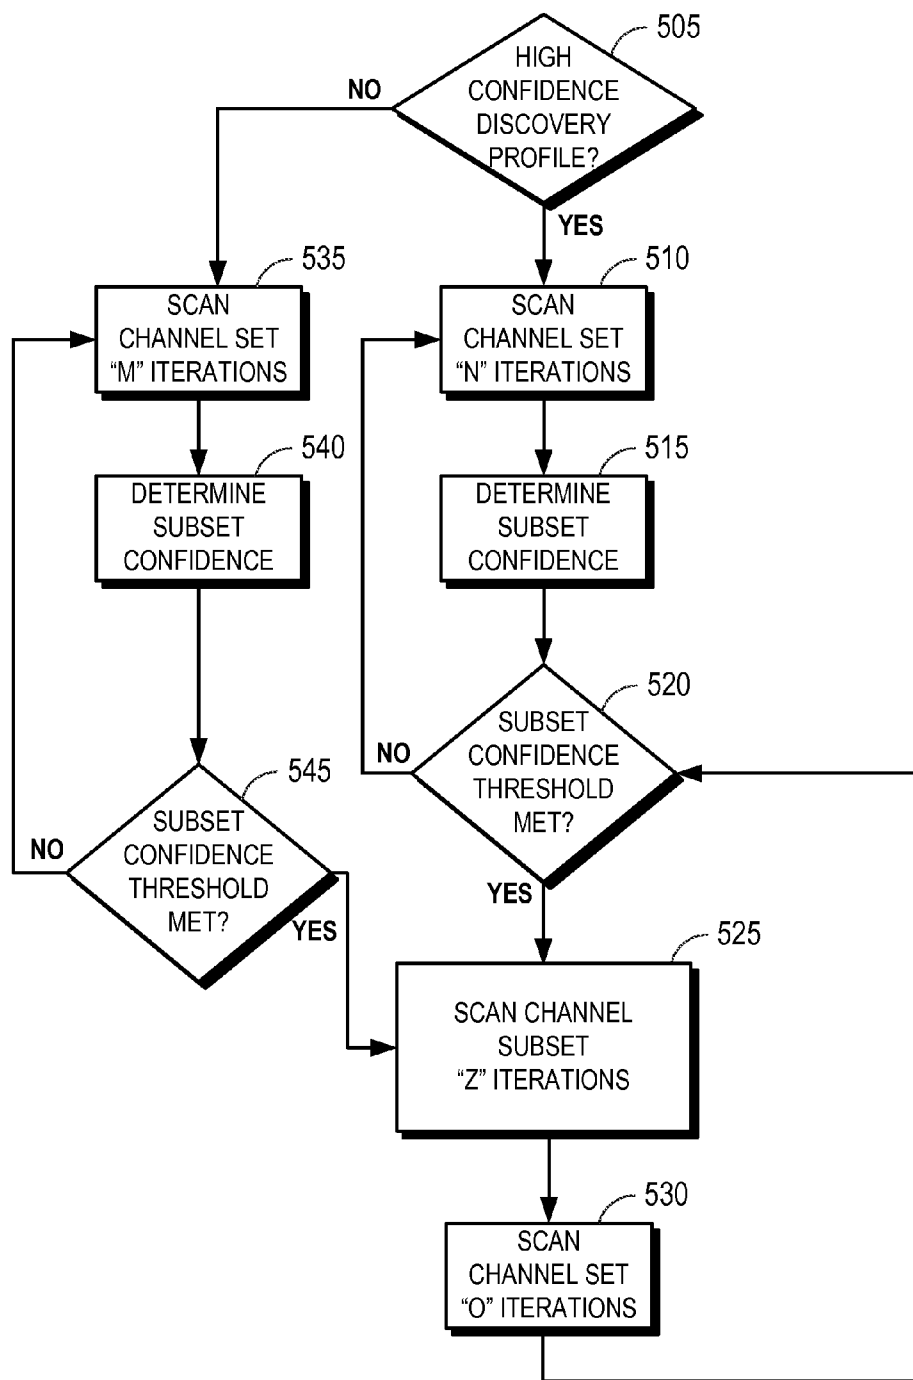 505
HIGH
CONFIDENCE
DISCOVERY
PROFILE?
NO
YES
535
SCAN
CHANNEL SET
“M” ITERATIONS
510
SCAN
CHANNEL SET
“N” ITERATIONS
540
DETERMINE
SUBSET
CONFIDENCE
515
DETERMINE
SUBSET
CONFIDENCE
520
SUBSET
CONFIDENCE
THRESHOLD
MET?
NO
YES
545
SUBSET
CONFIDENCE
THRESHOLD
MET?
NO
YES
525
SCAN CHANNEL
SUBSET
“Z” ITERATIONS
530
SCAN
CHANNEL SET
“O” ITERATIONS